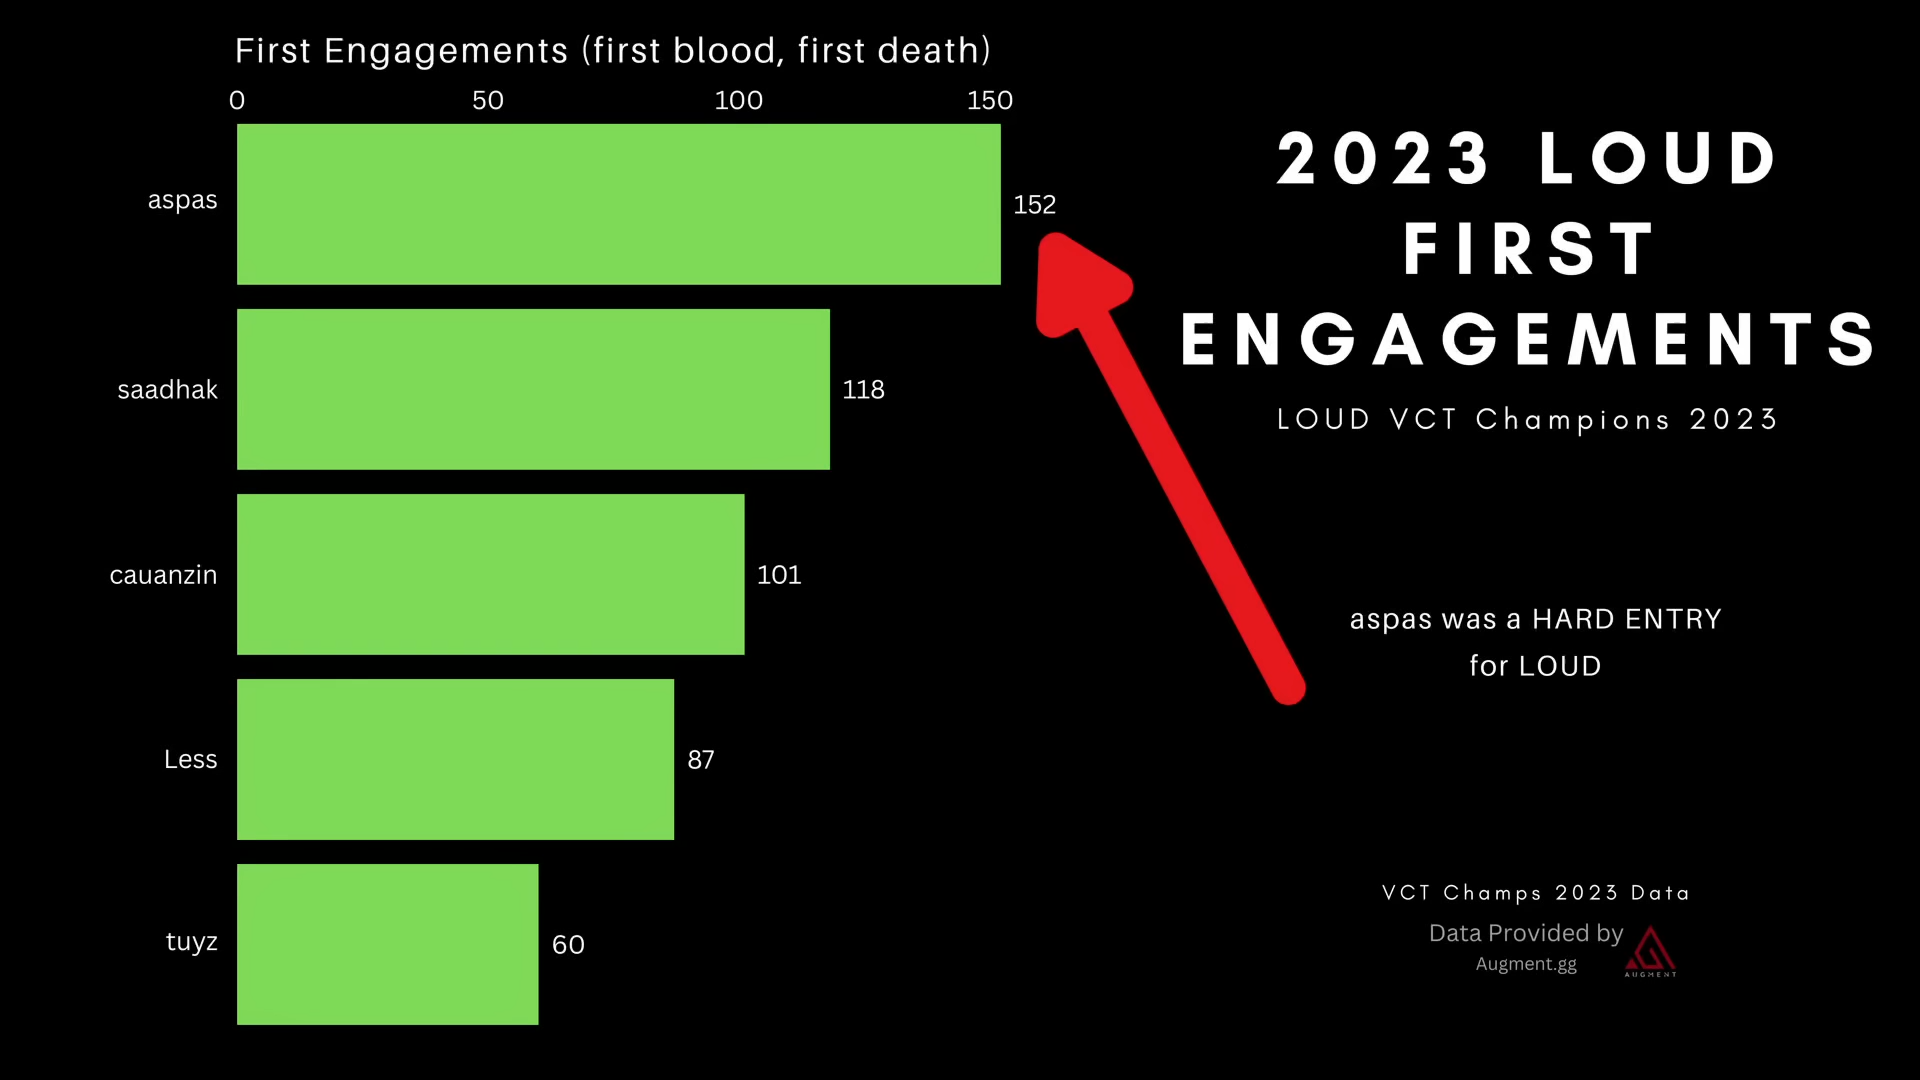 First Engagements (first blood, first death)
0 50 100 150
aspas 152
saadhak 118
cauanzin 101
Less 87
tuyz 60
2023 LOUD
FIRST
ENGAGEMENTS
LOUD VCT Champions 2023
aspas was a HARD ENTRY
for LOUD
VCT Champs 2023 Data
Data Provided by
Augment.gg
AUGMENT